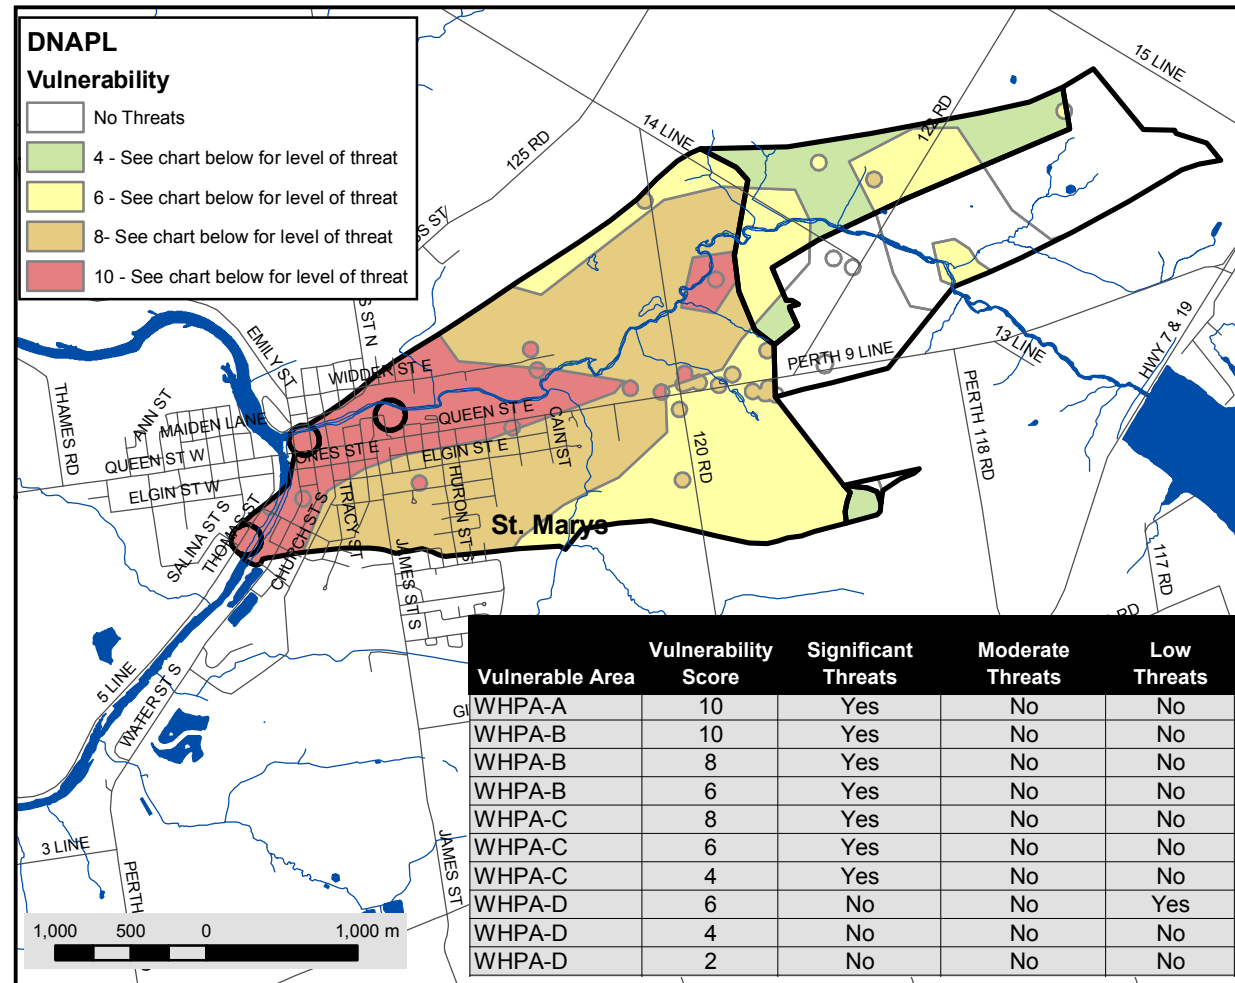 DNAPL
Vulnerability
No Threats
4 - See chart below for level of threat
6 - See chart below for level of threat
8- See chart below for level of threat
10 - See chart below for level of threat
15 LINE
14 LINE
122 RD
125 RD
EMILY ST
WIDDER ST E
THAMES RD
ANN ST
MAIDEN LANE
QUEEN ST W
ELGIN ST W
QUEEN ST E
JONES ST E
ELGIN ST E
CAIN ST
HURON ST S
TRACY ST
CHURCH ST S
SALINA ST S
THOMAS ST
JAMES ST S
St. Marys
120 RD
PERTH 9 LINE
13 LINE
HWY 7 & 19
PERTH 118 RD
117 RD
RD
5 LINE
WATER ST S
3 LINE
PERTH
JAMES ST
Vulnerable Area Vulnerability Score Significant Threats Moderate Threats Low Threats
WHPA-A 10 Yes No No
WHPA-B 10 Yes No No
WHPA-B 8 Yes No No
WHPA-B 6 Yes No No
WHPA-C 8 Yes No No
WHPA-C 6 Yes No No
WHPA-C 4 Yes No No
WHPA-D 6 No No Yes
WHPA-D 4 No No No
WHPA-D 2 No No No
1,000 500 0 1,000 m